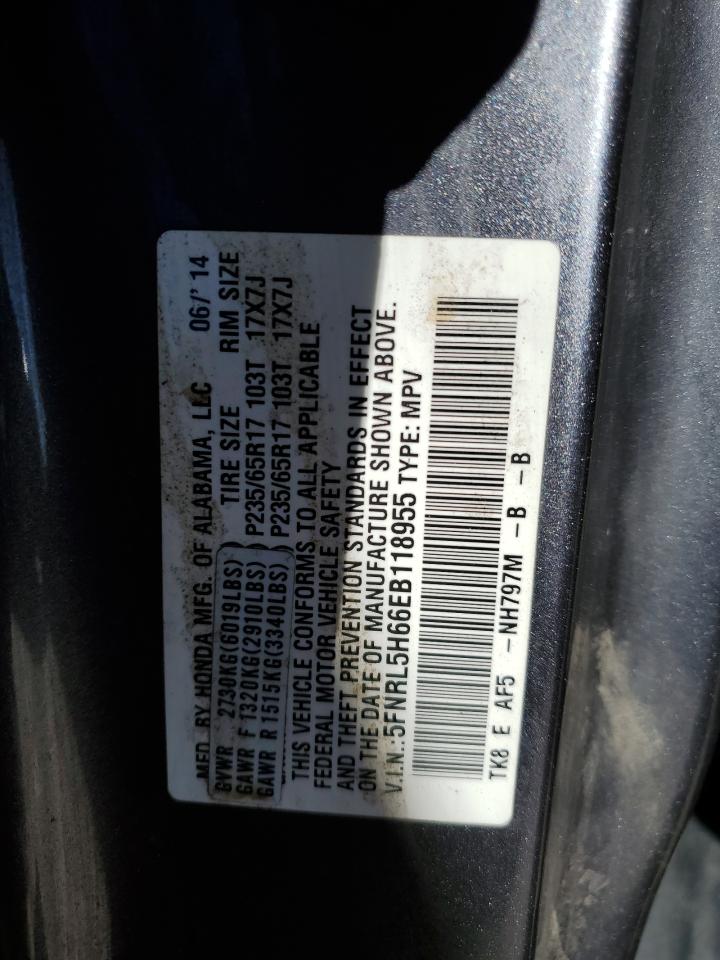 MFD BY HONDA MFG. OF ALABAMA, LLC 06/'14
GVWR 2730KG(6019LBS) TIRE SIZE RIM SIZE
GAWR F 1320KG(2910LBS) P235/65R17 103T 17X7J
GAWR R 1515KG(3340LBS) P235/65R17 103T 17X7J
THIS VEHICLE CONFORMS TO ALL APPLICABLE
FEDERAL MOTOR VEHICLE SAFETY
AND THEFT PREVENTION STANDARDS IN EFFECT
ON THE DATE OF MANUFACTURE SHOWN ABOVE.
V.I.N.:5FNRL5H66EB118955 TYPE: MPV
TK8 E AF5 -NH797M -B -B